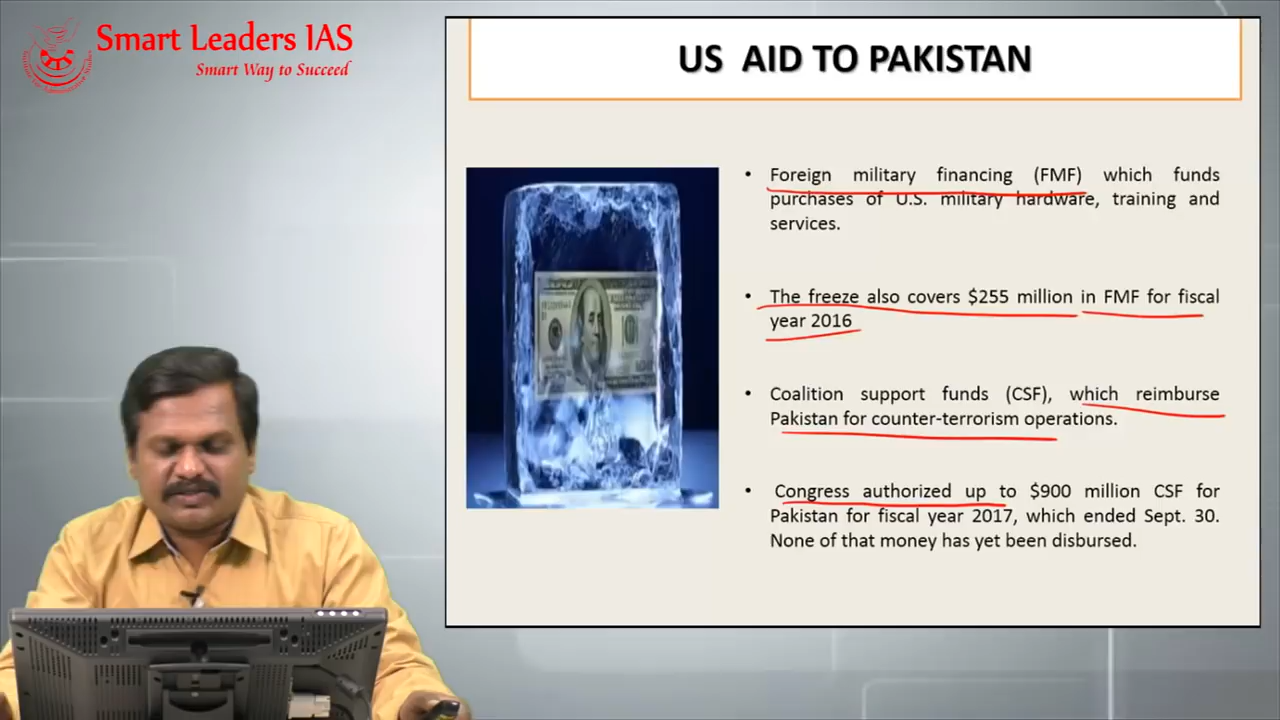 Smart Leaders IAS
Smart Way to Succeed
US AID TO PAKISTAN
• Foreign military financing (FMF) which funds
purchases of U.S. military hardware, training and
services.
• The freeze also covers $255 million in FMF for fiscal
year 2016
• Coalition support funds (CSF), which reimburse
Pakistan for counter-terrorism operations.
• Congress authorized up to $900 million CSF for
Pakistan for fiscal year 2017, which ended Sept. 30.
None of that money has yet been disbursed.